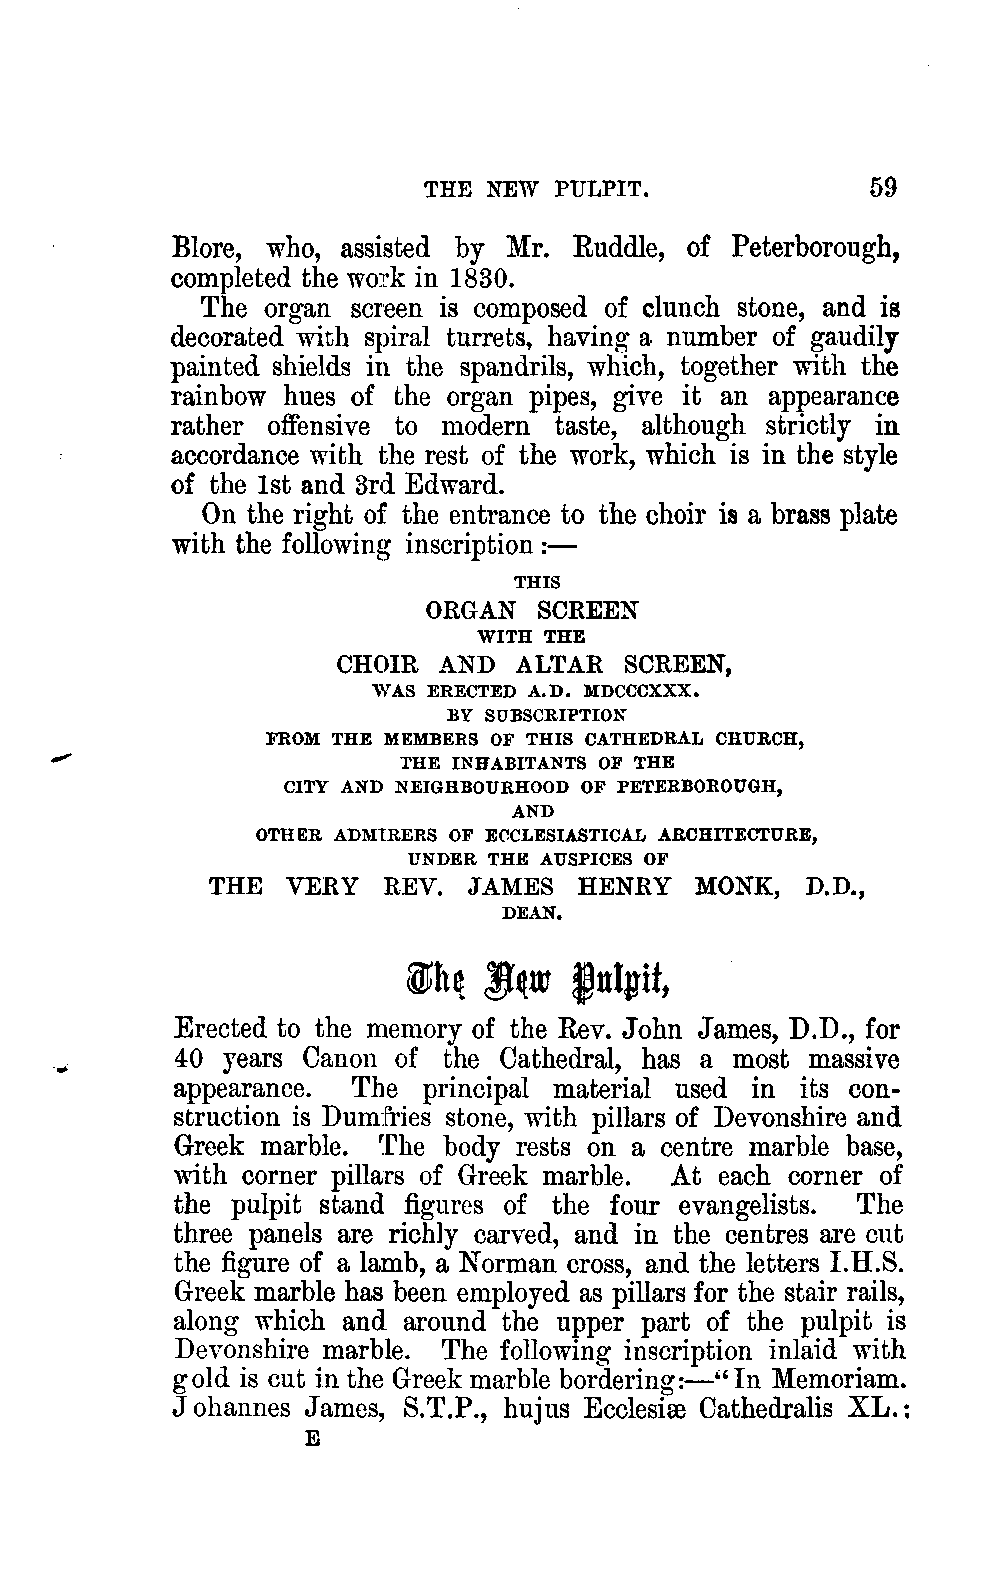 THE NEW PULPIT. 59
Blore, who, assisted by Mr. Ruddle, of Peterborough,
completed the work in 1830.
The organ screen is composed of clunch stone, and is
decorated with spiral turrets, having a number of gaudily
painted shields in the spandrils, which, together with the
rainbow hues of the organ pipes, give it an appearance
rather offensive to modern taste, although strictly in
accordance with the rest of the work, which is in the style
of the 1st and 3rd Edward.
On the right of the entrance to the choir is a brass plate
with the following inscription :—
THIS
ORGAN SCREEN
WITH THE
CHOIR AND ALTAR SCREEN,
WAS ERECTED A.D. MDCCCXXX.
BY SUBSCRIPTION
FROM THE MEMBERS OF THIS CATHEDRAL CHURCH,
THE INHABITANTS OF THE
CITY AND NEIGHBOURHOOD OF PETERBOROUGH,
AND
OTHER ADMIRERS OF ECCLESIASTICAL ARCHITECTURE,
UNDER THE AUSPICES OF
THE VERY REV. JAMES HENRY MONK, D.D.,
DEAN.
The New Pulpit,
Erected to the memory of the Rev. John James, D.D., for
40 years Canon of the Cathedral, has a most massive
appearance. The principal material used in its con-
struction is Dumfries stone, with pillars of Devonshire and
Greek marble. The body rests on a centre marble base,
with corner pillars of Greek marble. At each corner of
the pulpit stand figures of the four evangelists. The
three panels are richly carved, and in the centres are cut
the figure of a lamb, a Norman cross, and the letters I.H.S.
Greek marble has been employed as pillars for the stair rails,
along which and around the upper part of the pulpit is
Devonshire marble. The following inscription inlaid with
gold is cut in the Greek marble bordering:—“In Memoriam.
Johannes James, S.T.P., hujus Ecclesiæ Cathedralis XL.;
E